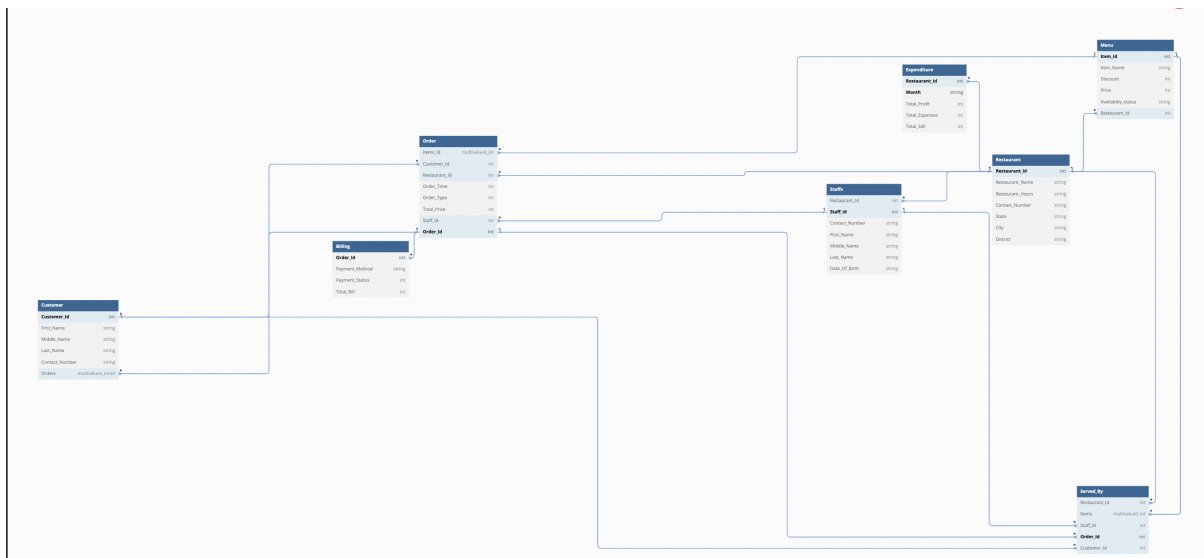 Menu
Item_Id int
Item_Name string
Discount int
Price int
Availability_status string
Restaurant_Id int
Expenditure
Restaurant_Id int
Month string
Total_Profit int
Total_Expenses int
Total_Sell int
Order
Items_Id multivalued_int
Customer_Id int
Restaurant_Id int
Order_Time int
Order_Type int
Total_Price int
Staff_Id int
Order_Id int
Restaurant
Restaurant_Id int
Restaurant_Name string
Restaurant_Hours string
Contact_Number string
State string
City string
District string
Staffs
Restaurant_Id int
Staff_Id int
Contact_Number string
First_Name string
Middle_Name string
Last_Name string
Date_Of_Birth string
Billing
Order_Id int
Payment_Method string
Payment_Status int
Total_Bill int
Customer
Customer_Id int
First_Name string
Middle_Name string
Last_Name string
Contact_Number string
Orders
Served_By
Restaurant_Id int
Items multivalued_int
Staff_Id int
Order_Id int
Customer_Id int